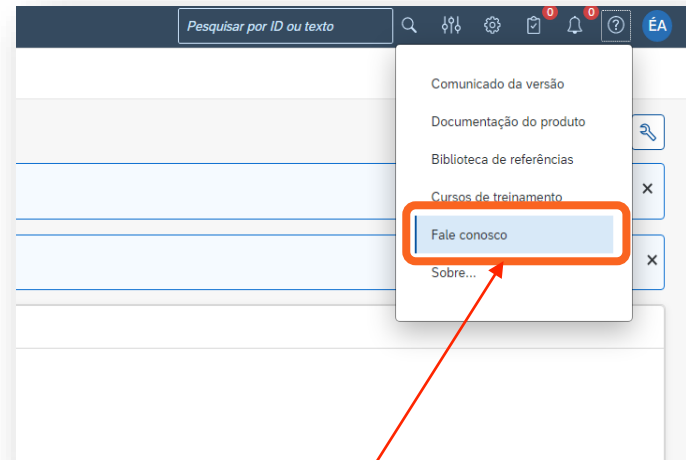 Pesquisar por ID ou texto
0
0
ÉA
Comunicado da versão
Documentação do produto
Biblioteca de referências
Cursos de treinamento
Fale conosco
Sobre...